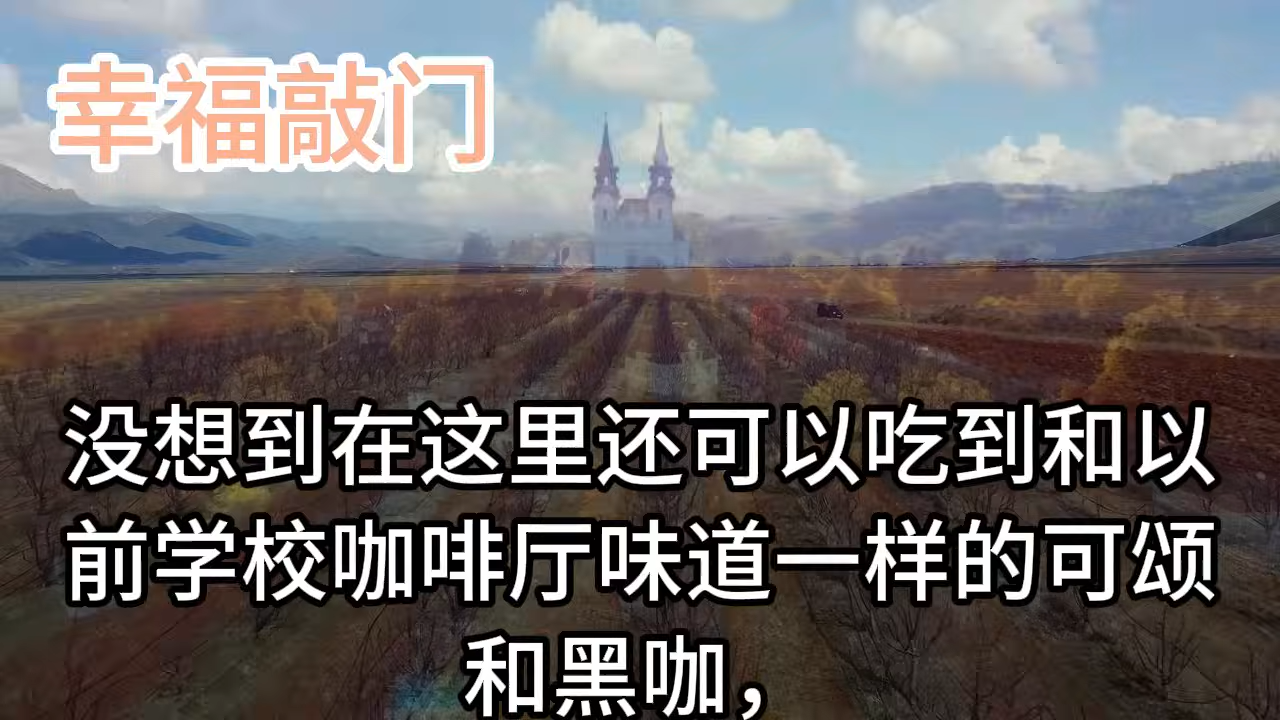 幸福敲门
没想到在这里还可以吃到和以
前学校咖啡厅味道一样的可颂
和黑咖，